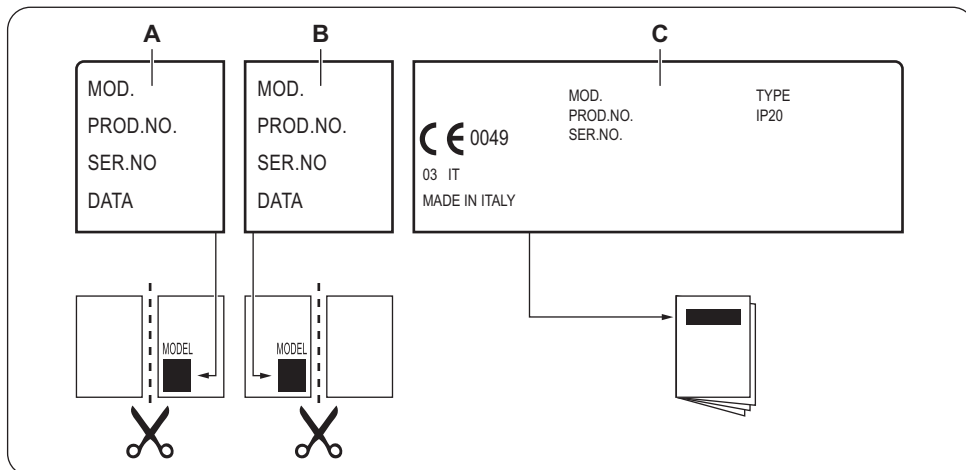 A
B
C
MOD.
PROD.NO.
SER.NO
DATA
MOD.
PROD.NO.
SER.NO
DATA
CE 0049
03 IT
MADE IN ITALY
MOD.
PROD.NO.
SER.NO.
TYPE
IP20
MODEL
MODEL